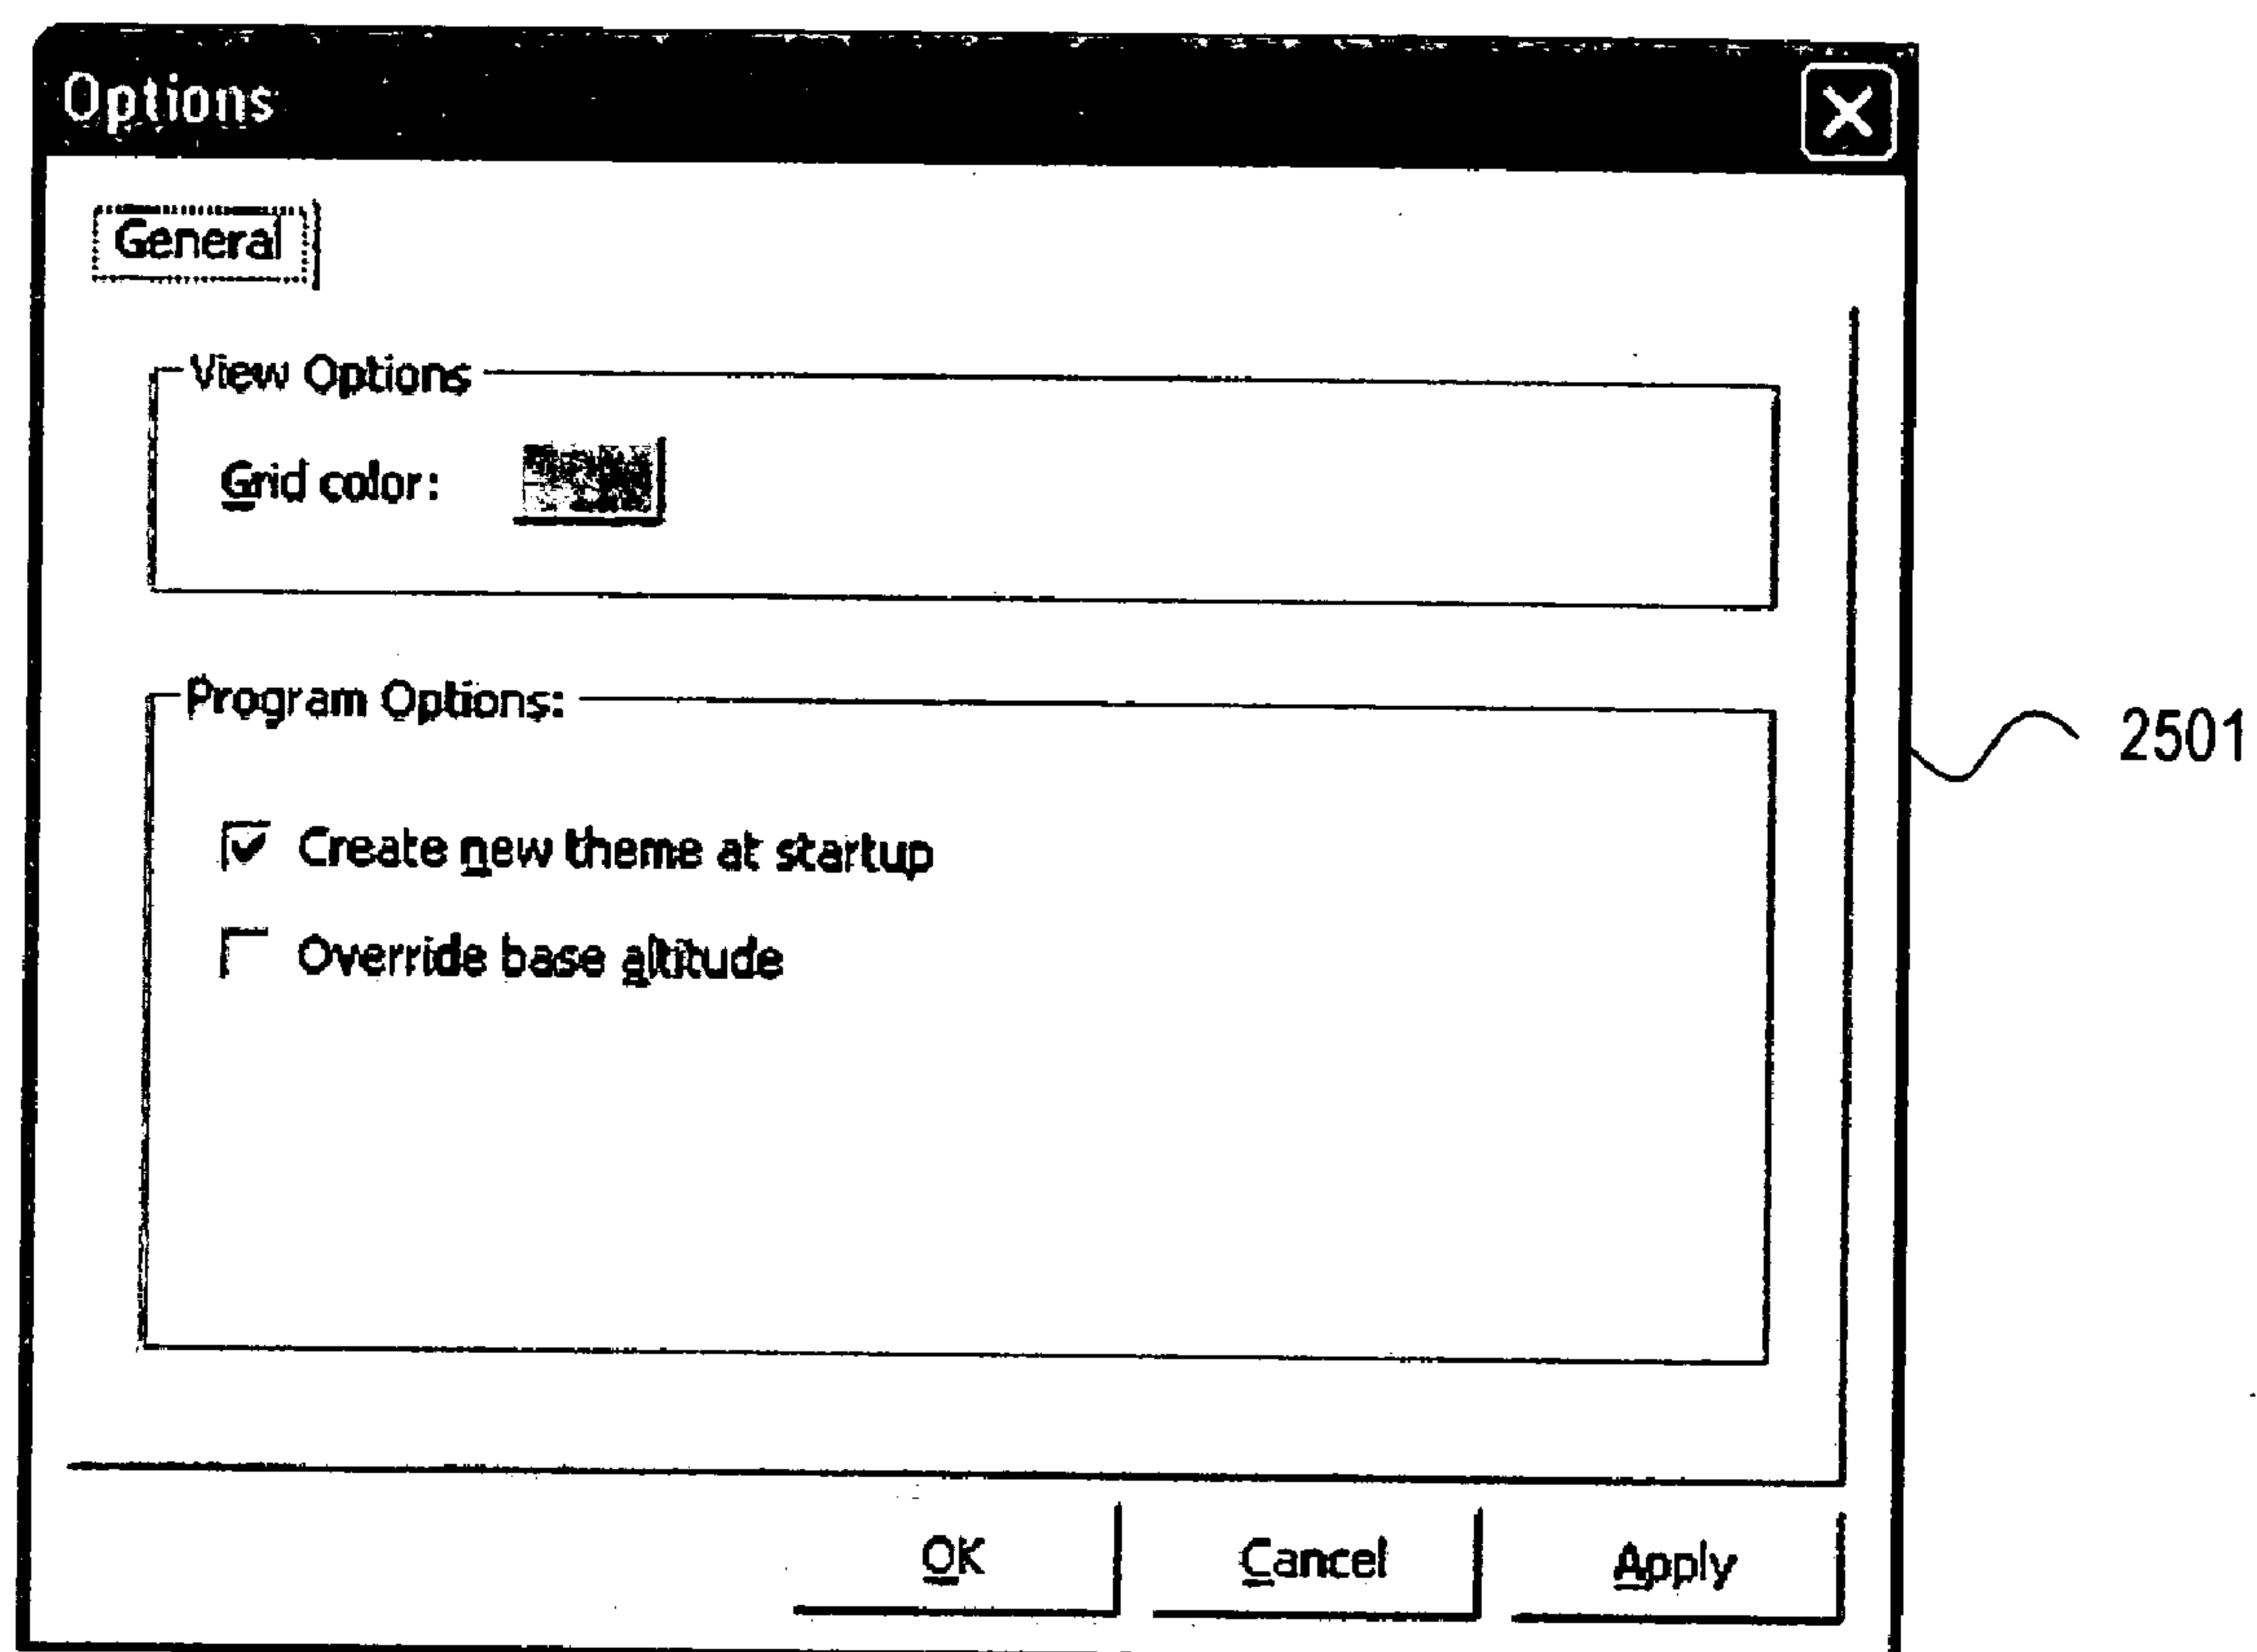 Options
General
View Options
Grid color:
Program Options:
2501
Create new theme at startup
Override base altitude
OK
Cancel
Apply